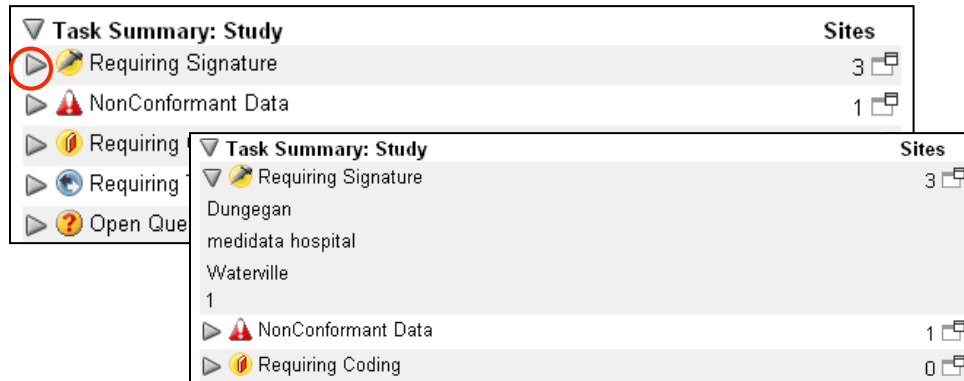 Task Summary: Study Sites
Requiring Signature 3
NonConformant Data 1
Requiring
Requiring
Open Que
Task Summary: Study Sites
Requiring Signature 3
Dungegan
medidata hospital
Waterville
1
NonConformant Data 1
Requiring Coding 0